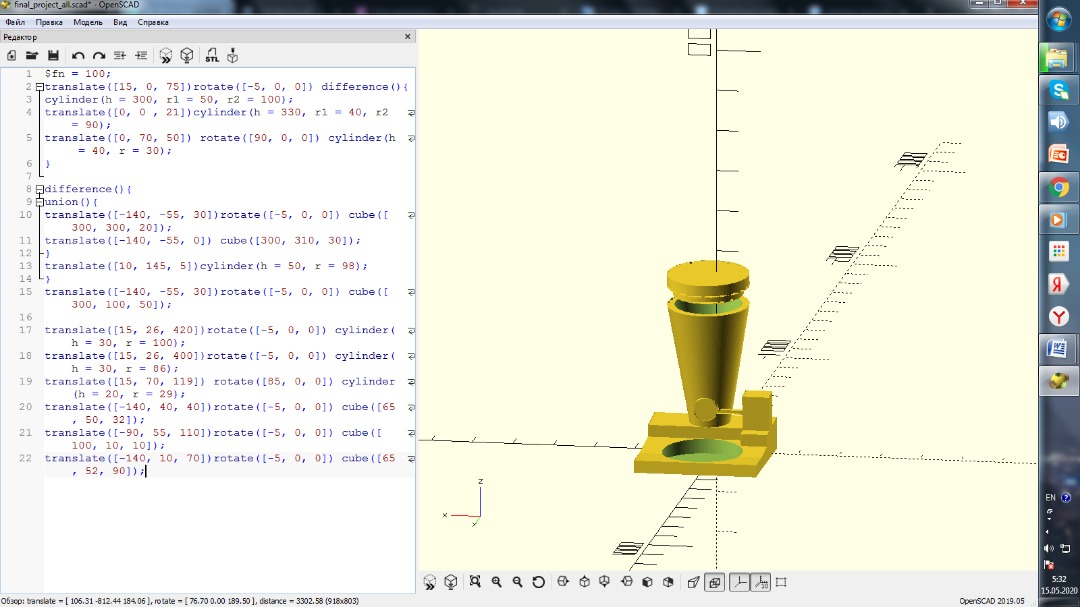 final_project_all.scad* - OpenSCAD
Файл Правка Модель Вид Справка
Редактор
STL
1 $fn = 100;
2 translate([15, 0, 75])rotate([-5, 0, 0]) difference(){
3 cylinder(h = 300, r1 = 50, r2 = 100);
4 translate([0, 0 , 21])cylinder(h = 330, r1 = 40, r2
= 90);
5 translate([0, 70, 50]) rotate([90, 0, 0]) cylinder(h
= 40, r = 30);
6 }
7
8 difference(){
9 union(){
10 translate([-140, -55, 30])rotate([-5, 0, 0]) cube([
300, 300, 20]);
11 translate([-140, -55, 0]) cube([300, 310, 30]);
12 }
13 translate([10, 145, 5])cylinder(h = 50, r = 98);
14 }
15 translate([-140, -55, 30])rotate([-5, 0, 0]) cube([
300, 100, 50]);
16
17 translate([15, 26, 420])rotate([-5, 0, 0]) cylinder(
h = 30, r = 100);
18 translate([15, 26, 400])rotate([-5, 0, 0]) cylinder(
h = 30, r = 86);
19 translate([15, 70, 119]) rotate([85, 0, 0]) cylinder
(h = 20, r = 29);
20 translate([-140, 40, 40])rotate([-5, 0, 0]) cube([65
, 50, 32]);
21 translate([-90, 55, 110])rotate([-5, 0, 0]) cube([
100, 10, 10]);
22 translate([-140, 10, 70])rotate([-5, 0, 0]) cube([65
, 52, 90]);
z
x
y
10
Обзор: translate = [ 106.31 -812.44 184.06 ], rotate = [ 76.70 0.00 189.50 ], distance = 3302.58 (918x803)
OpenSCAD 2019.05
EN
5:32
15.05.2020